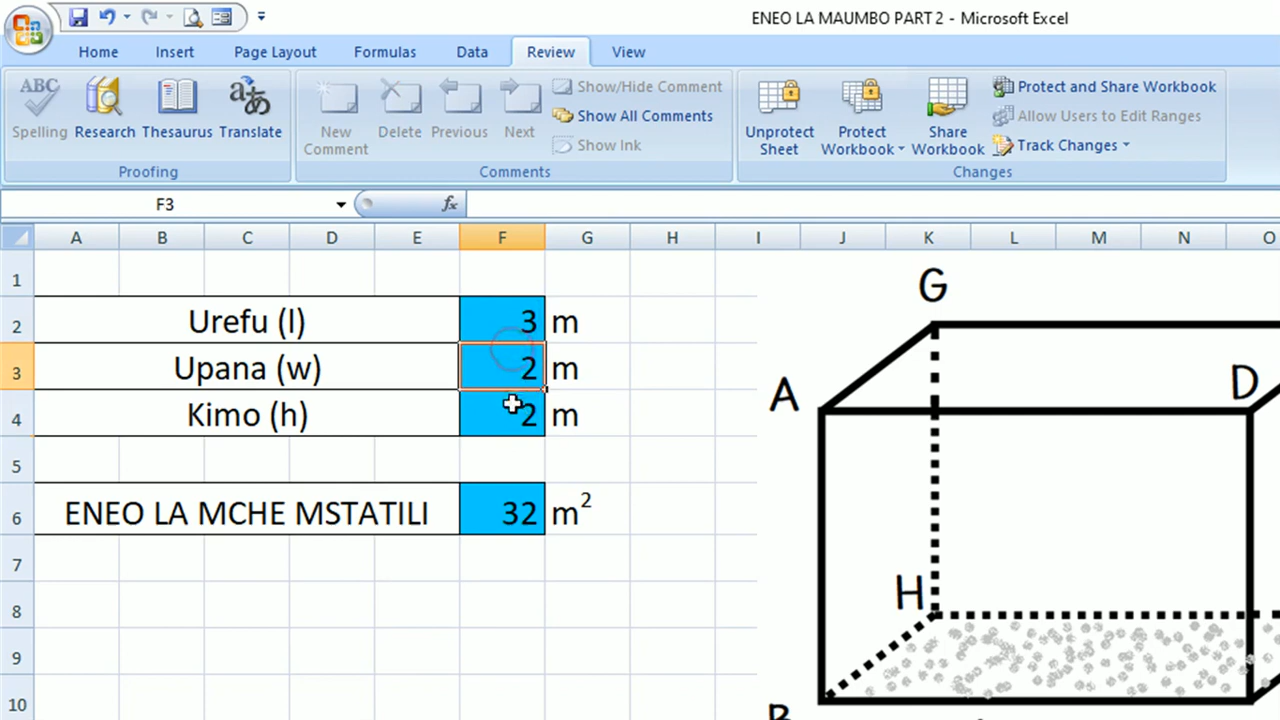 ENEO LA MAUMBO PART 2 - Microsoft Excel
Home Insert Page Layout Formulas Data Review View
ABC
Spelling Research Thesaurus Translate
Proofing
New Comment Delete Previous Next
Show/Hide Comment
Show All Comments
Show Ink
Comments
Unprotect Sheet Protect Workbook Share Workbook
Protect and Share Workbook
Allow Users to Edit Ranges
Track Changes
Changes
F3 fx
A B C D E F G H I J K L M N O
1
2 Urefu (l) 3 m
3 Upana (w) 2 m
4 Kimo (h) 2 m
5
6 ENEO LA MCHE MSTATILI 32 m²
7
8
9
10
G
A D
H